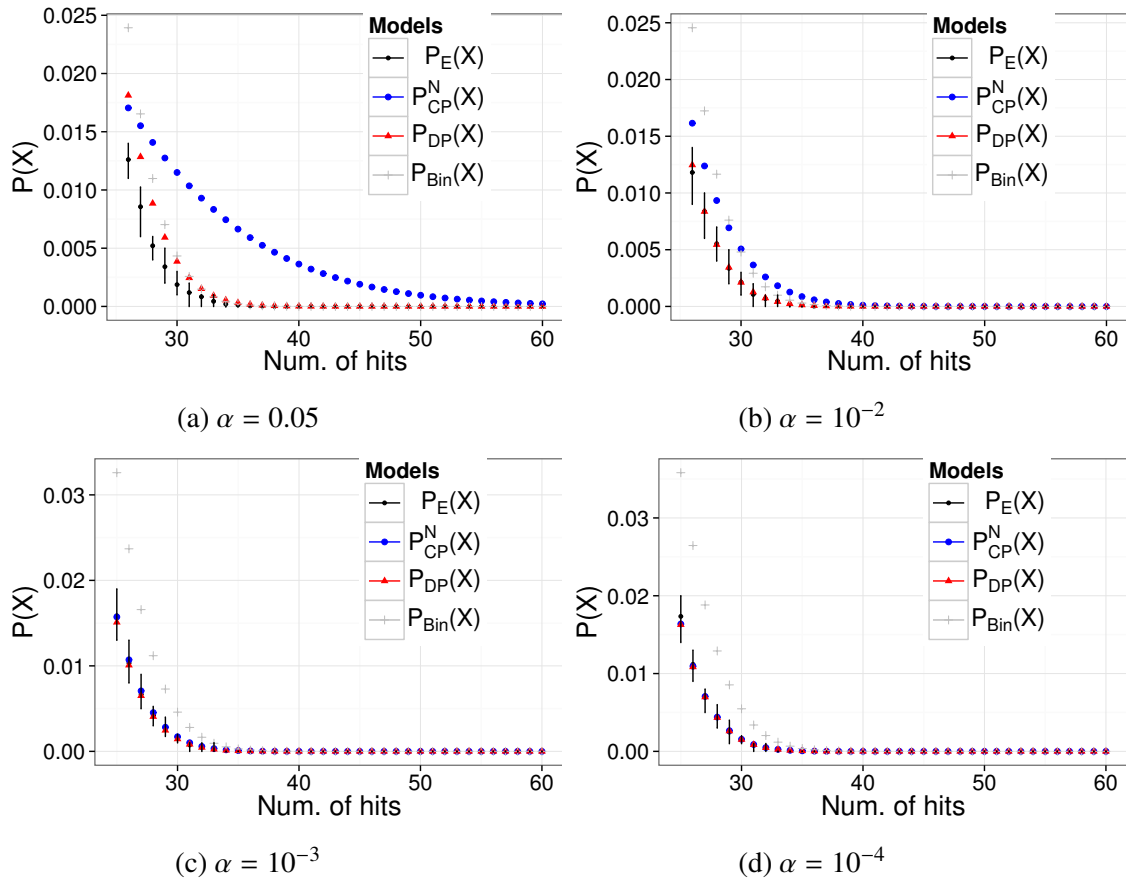 0.025
0.020
0.015
0.010
0.005
0.000
P(X)
30 40 50 60
Num. of hits
Models
P_E(X)
P^N_CP(X)
P_DP(X)
P_Bin(X)
(a) α = 0.05
0.025
0.020
0.015
0.010
0.005
0.000
P(X)
30 40 50 60
Num. of hits
Models
P_E(X)
P^N_CP(X)
P_DP(X)
P_Bin(X)
(b) α = 10⁻²
0.03
0.02
0.01
0.00
P(X)
30 40 50 60
Num. of hits
Models
P_E(X)
P^N_CP(X)
P_DP(X)
P_Bin(X)
(c) α = 10⁻³
0.03
0.02
0.01
0.00
P(X)
30 40 50 60
Num. of hits
Models
P_E(X)
P^N_CP(X)
P_DP(X)
P_Bin(X)
(d) α = 10⁻⁴